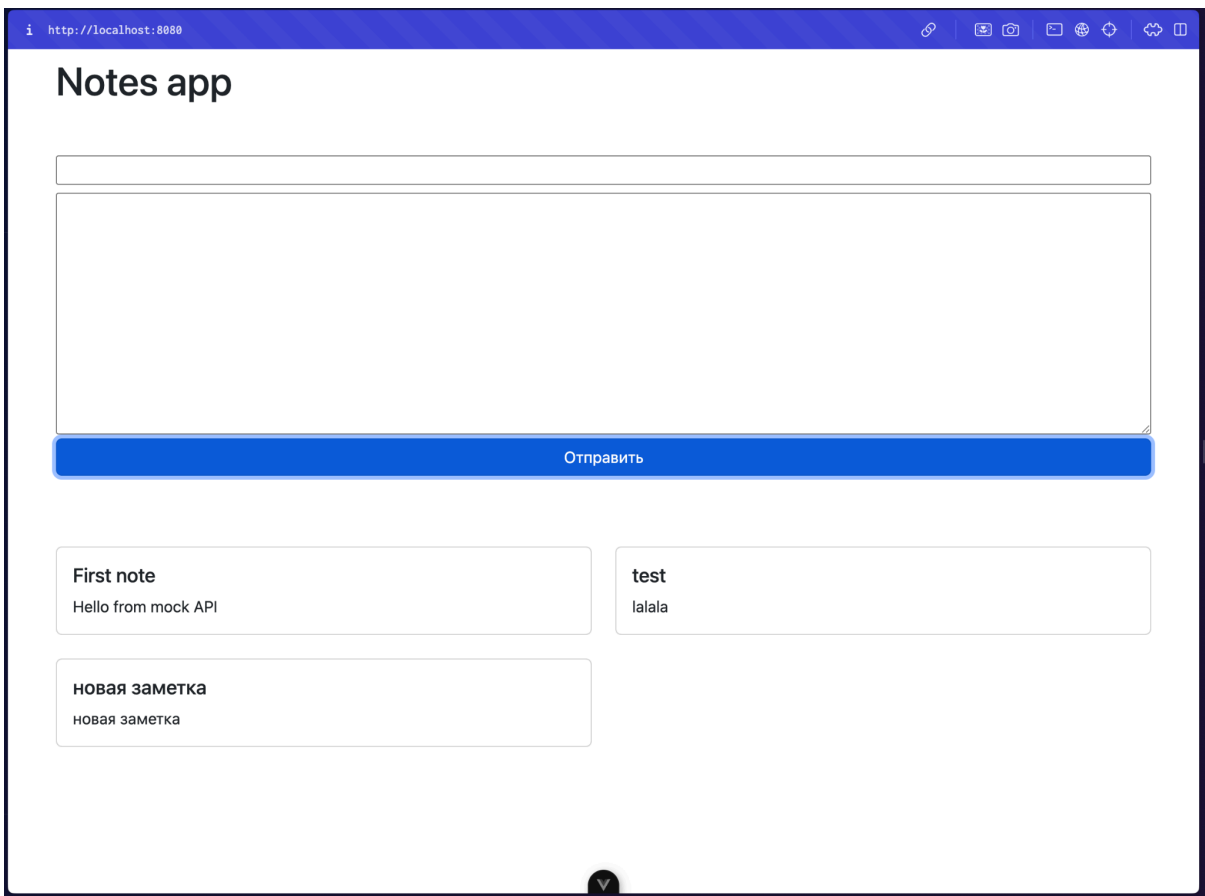 i http://localhost:8080
Notes app
Отправить
First note
Hello from mock API
test
lalala
новая заметка
новая заметка